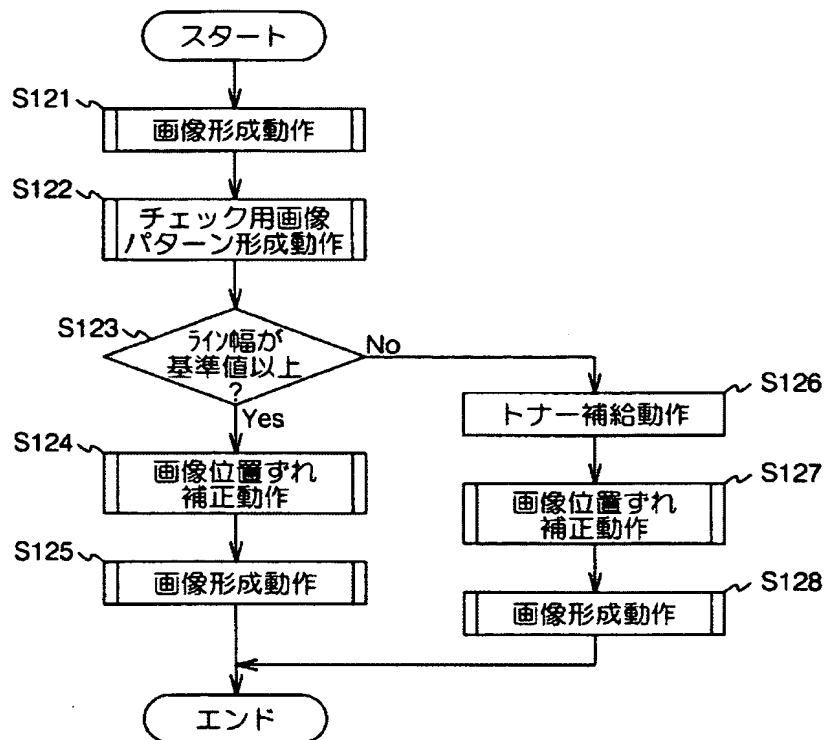 スタート
S121
画像形成動作
S122
チェック用画像
パターン形成動作
S123
ライン幅が
基準値以上
?
No
Yes
S124
画像位置ずれ
補正動作
S125
画像形成動作
S126
トナー補給動作
S127
画像位置ずれ
補正動作
S128
画像形成動作
エンド